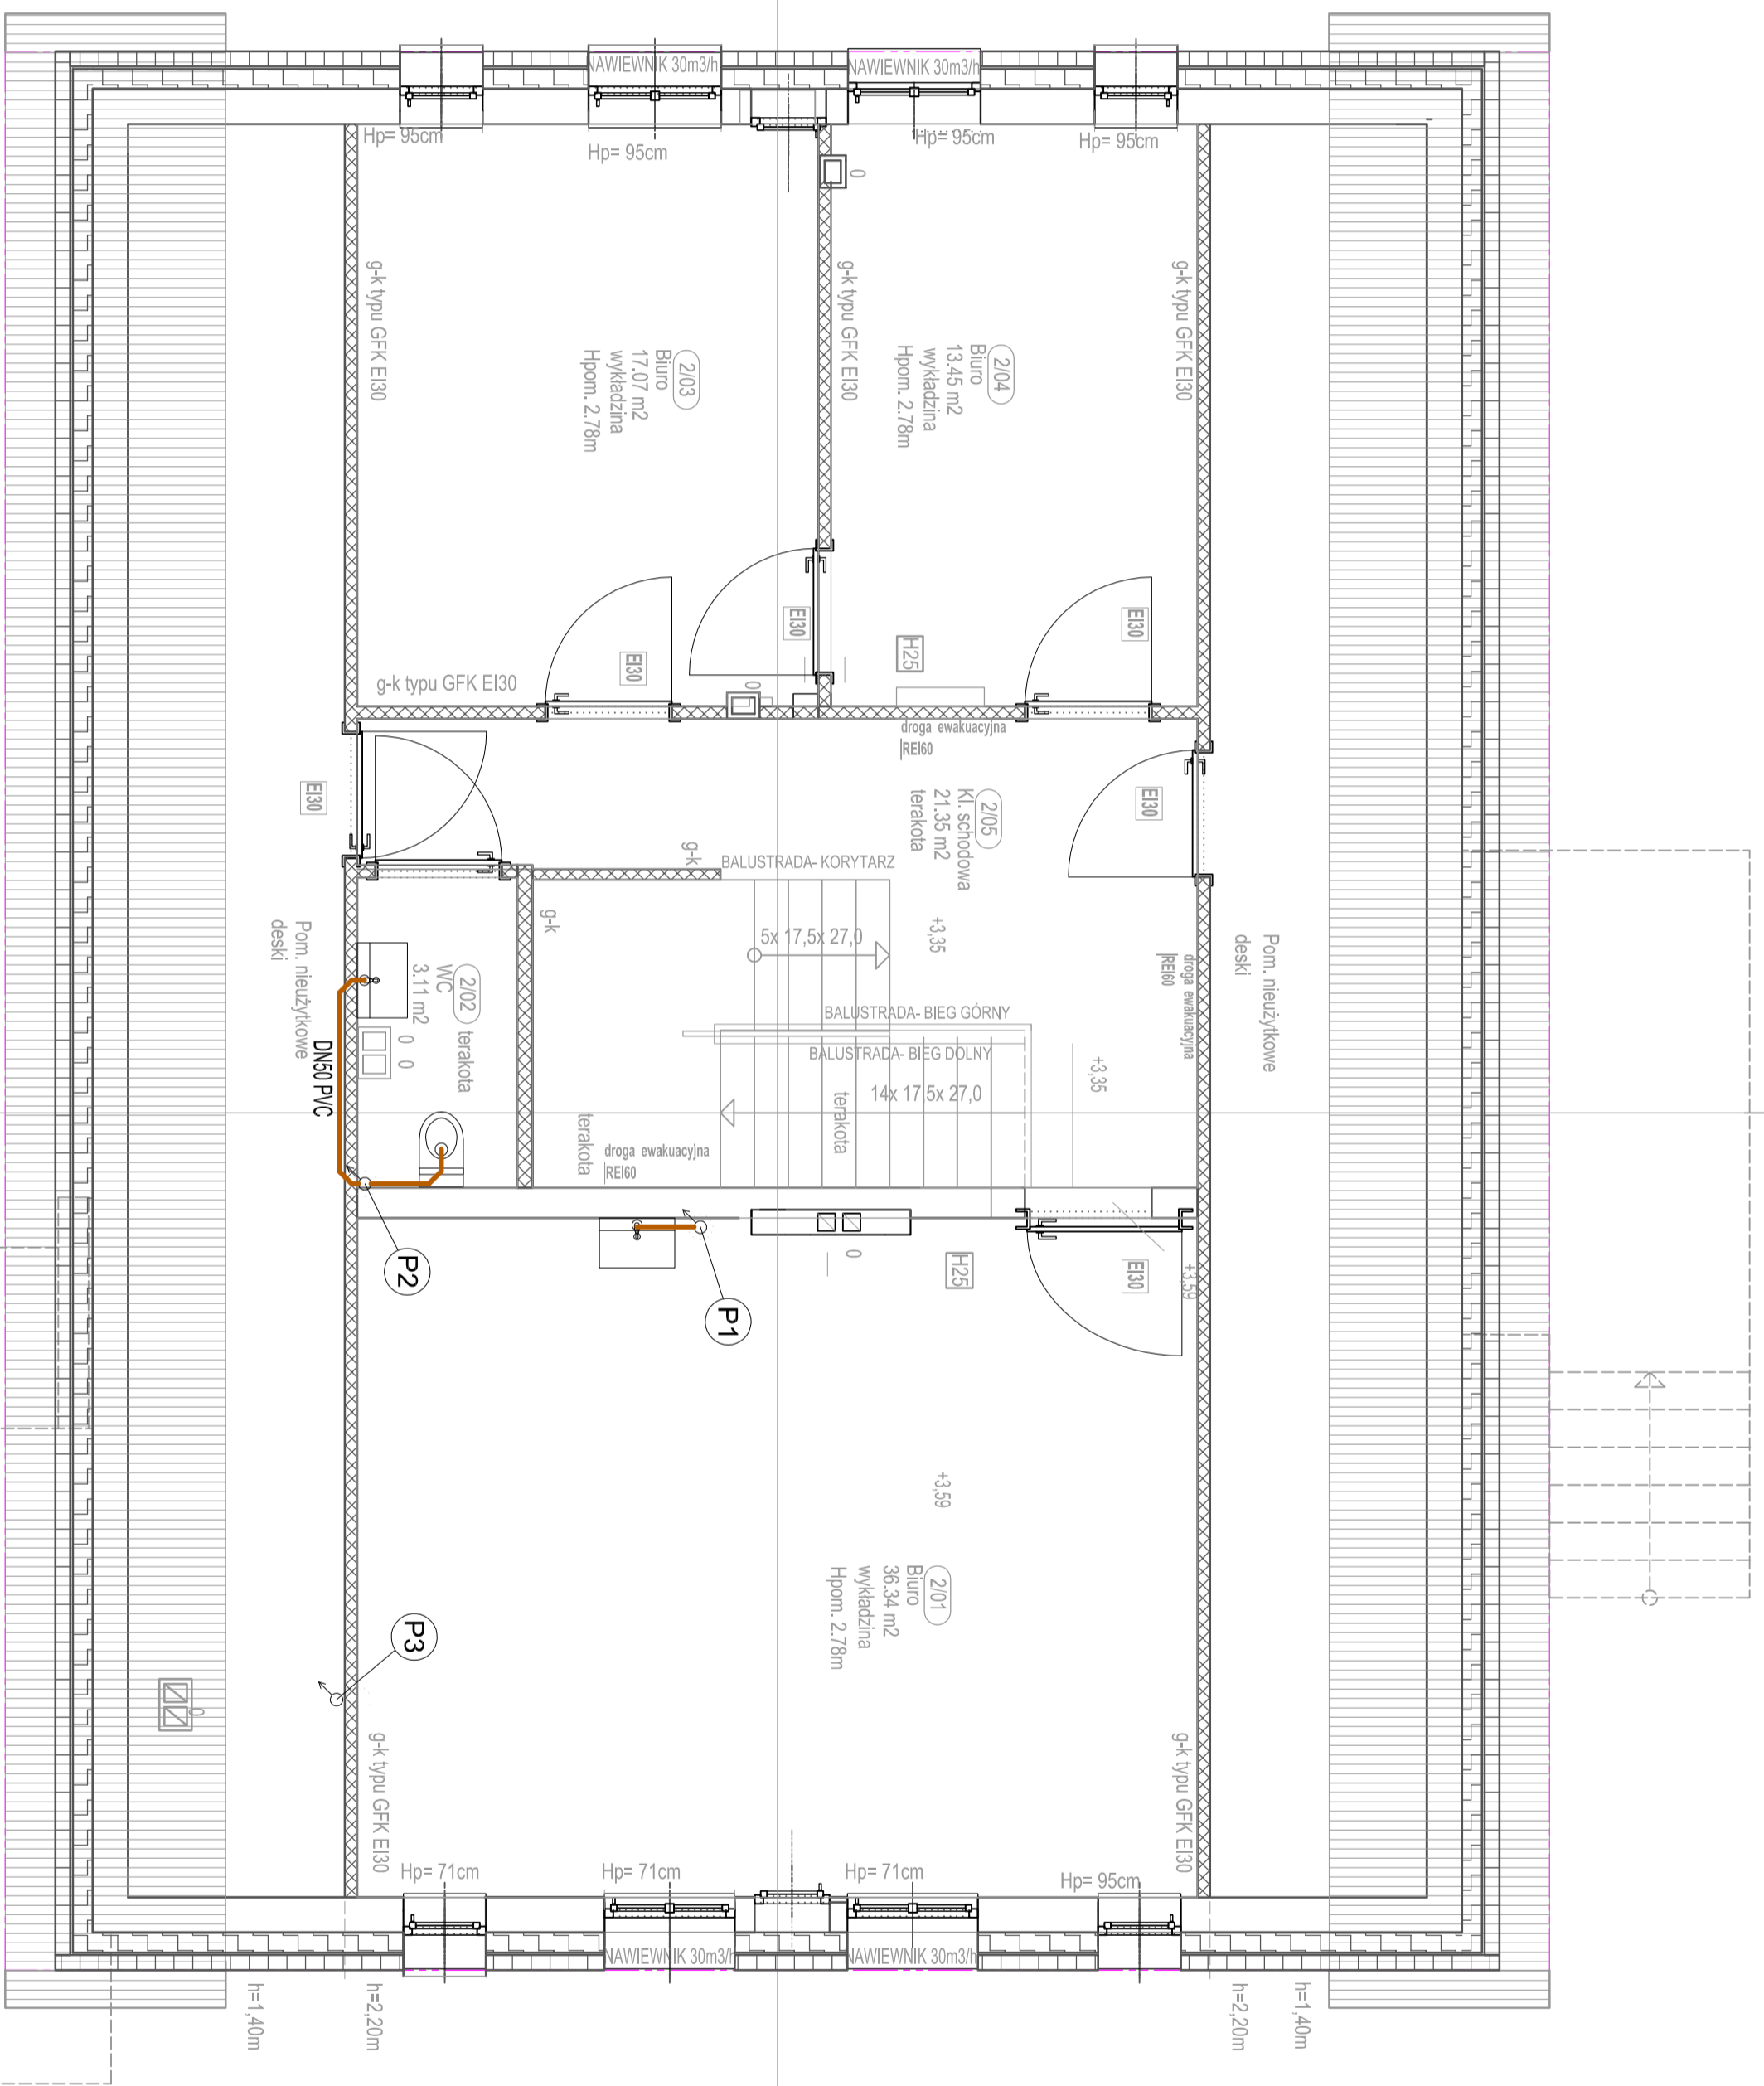 NAWIEWNIK 30m3/h
NAWIEWNIK 30m3/h
Hp= 95cm
Hp= 95cm
Hp= 95cm
Hp= 95cm
0
g-k typu GFK EI30
g-k typu GFK EI30
g-k typu GFK EI30
2/03
Biuro
17.07 m2
wykładzina
Hpom. 2.78m
2/04
Biuro
13.45 m2
wykładzina
Hpom. 2.78m
EI30
EI30
EI30
H25
g-k typu GFK EI30
0
droga ewakuacyjna
REI60
EI30
EI30
2/05
Kl. schodowa
21.35 m2
terakota
g-k
BALUSTRADA- KORYTARZ
g-k
5x 17,5x 27,0
+3,35
Pom. nieużytkowe
deski
Pom. nieużytkowe
deski
droga ewakuacyjna
REI60
2/02
WC
3.11 m2
terakota
0 0
DN50 PVC
BALUSTRADA- BIEG GÓRNY
BALUSTRADA- BIEG DOLNY
+3,35
14x 17,5x 27,0
terakota
terakota
droga ewakuacyjna
REI60
P2
P1
0
H25
EI30
+3,59
+3,59
2/01
Biuro
36.34 m2
wykładzina
Hpom. 2.78m
P3
0
g-k typu GFK EI30
g-k typu GFK EI30
Hp= 71cm
Hp= 71cm
Hp= 71cm
Hp= 95cm
NAWIEWNIK 30m3/h
NAWIEWNIK 30m3/h
h=1,40m
h=2,20m
h=2,20m
h=1,40m